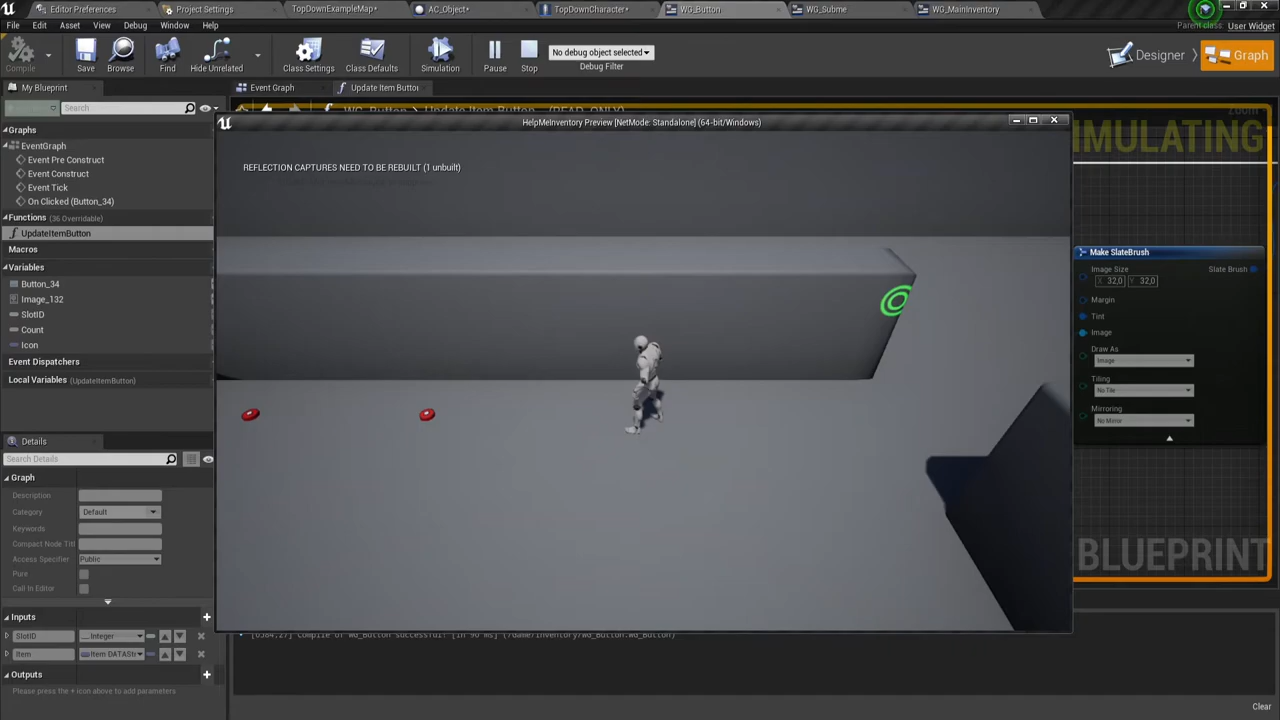 Editor Preferences
Project Settings
TopDownExampleMap*
AC_Object*
TopDownCharacter*
WG_Button
WG_Subme
WG_MainInventory
Parent class:
File
Edit
Asset
View
Debug
Window
Help
User Widget
Compile
Save
Browse
Find
Hide Unrelated
Class Settings
Class Defaults
Simulation
Pause
Stop
No debug object selected
Debug Filter
Designer
Graph
My Blueprint
Search
Event Graph
Update Item Button
WG_Button
Update Item Button
(READ_ONLY)
Zoom
SIMULATING
HelpMeInventory Preview [NetMode: Standalone] (64-bit/Windows)
REFLECTION CAPTURES NEED TO BE REBUILT (1 unbuilt)
Graphs
EventGraph
Event Pre Construct
Event Construct
Event Tick
On Clicked (Button_34)
Functions (36 Overridable)
UpdateItemButton
Macros
Variables
Button_34
Image_132
SlotID
Count
Icon
Event Dispatchers
Local Variables (UpdateItemButton)
Make SlateBrush
Image Size
Slate Brush
X 32,0 Y 32,0
Margin
Tint
Image
Draw As
Image
Tiling
No Tile
Mirroring
No Mirror
Details
Search Details
Graph
Description
Category
Default
Keywords
Compact Node Titl
Access Specifier
Public
Pure
Call In Editor
BLUEPRINT
Inputs
SlotID
Integer
Item
Item DATAStr
Outputs
Please press the + icon above to add parameters
[6384,27] Compile of WG_Button successful! [in 90 ms] (/Game/Inventory/WG_Button.WG_Button)
Clear